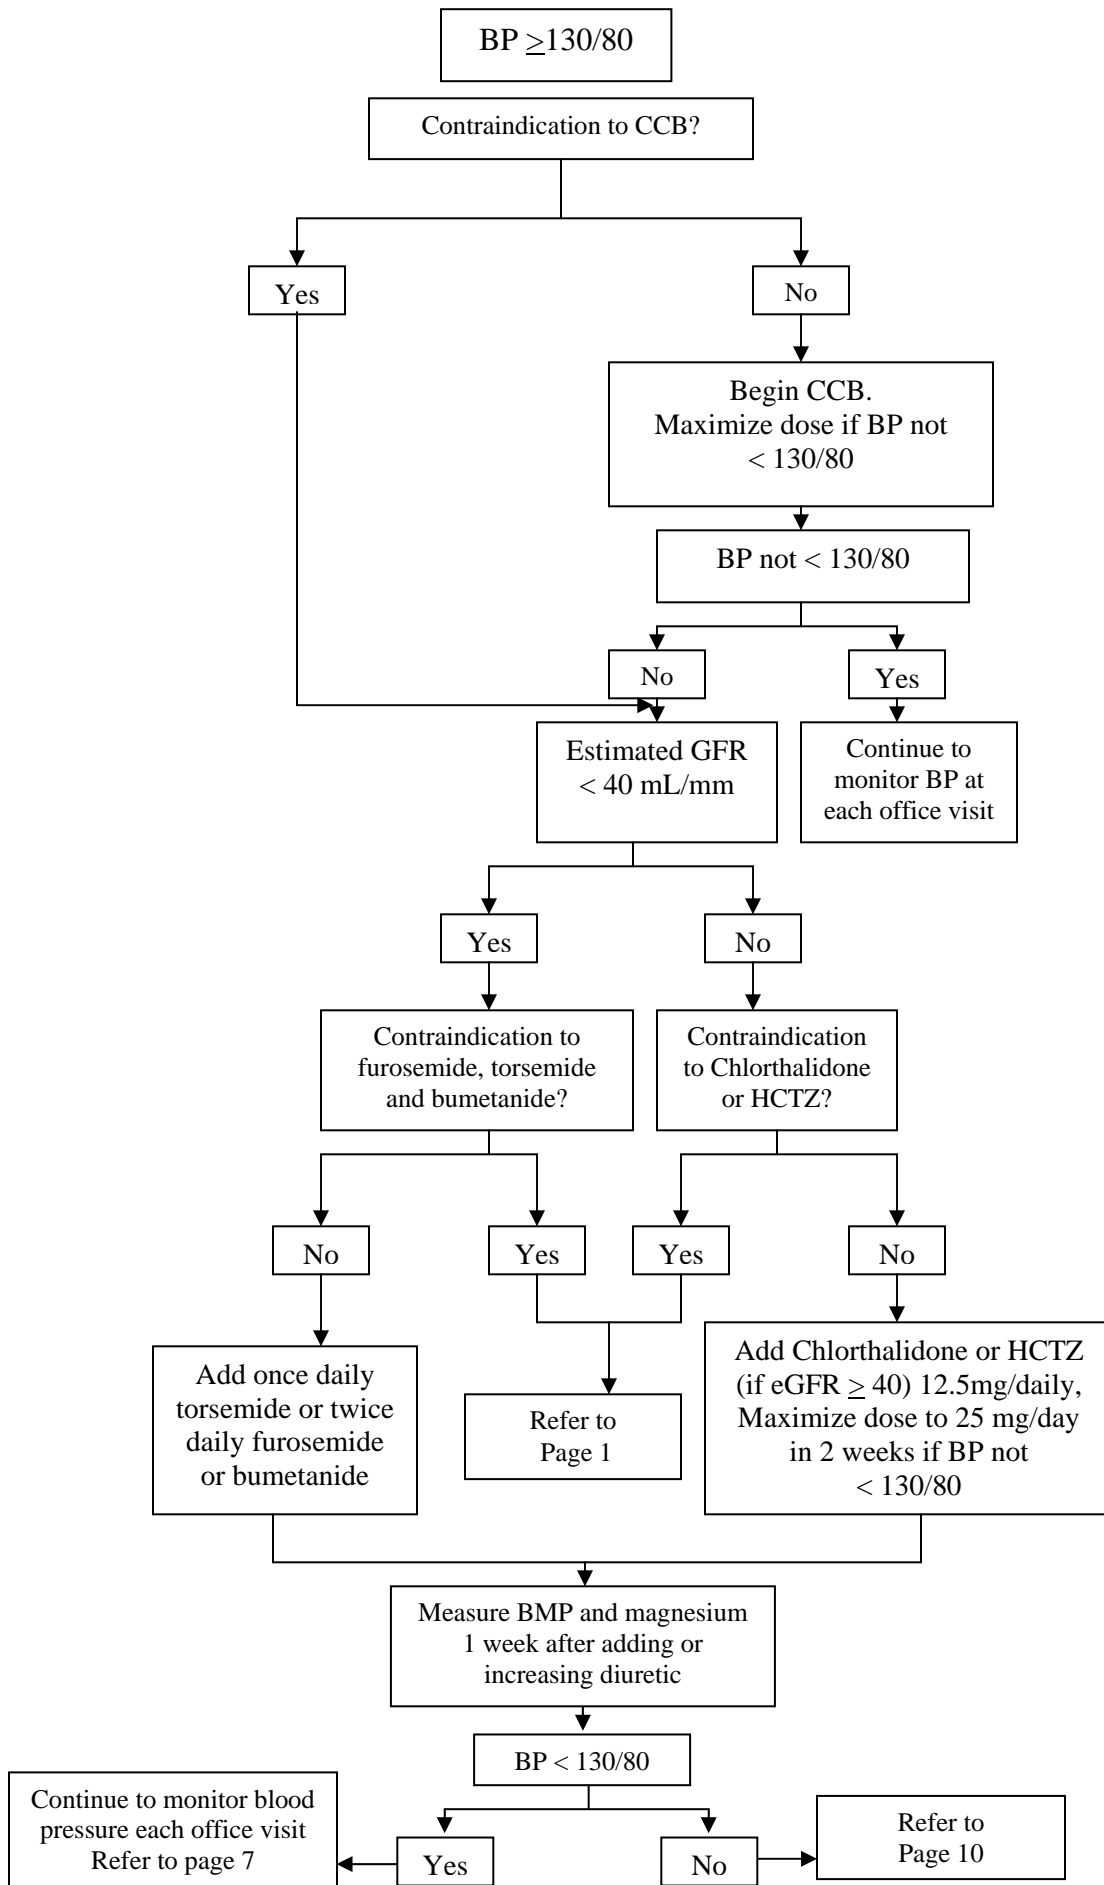 BP ≥130/80
Contraindication to CCB?
Yes
No
Begin CCB.
Maximize dose if BP not
< 130/80
BP not < 130/80
No
Yes
Estimated GFR
< 40 mL/mm
Continue to
monitor BP at
each office visit
Yes
No
Contraindication to
furosemide, torsemide
and bumetanide?
Contraindication
to Chlorthalidone
or HCTZ?
No
Yes
Yes
No
Add once daily
torsemide or twice
daily furosemide
or bumetanide
Refer to
Page 1
Add Chlorthalidone or HCTZ
(if eGFR ≥ 40) 12.5mg/daily,
Maximize dose to 25 mg/day
in 2 weeks if BP not
< 130/80
Measure BMP and magnesium
1 week after adding or
increasing diuretic
BP < 130/80
Continue to monitor blood
pressure each office visit
Refer to page 7
Yes
No
Refer to
Page 10